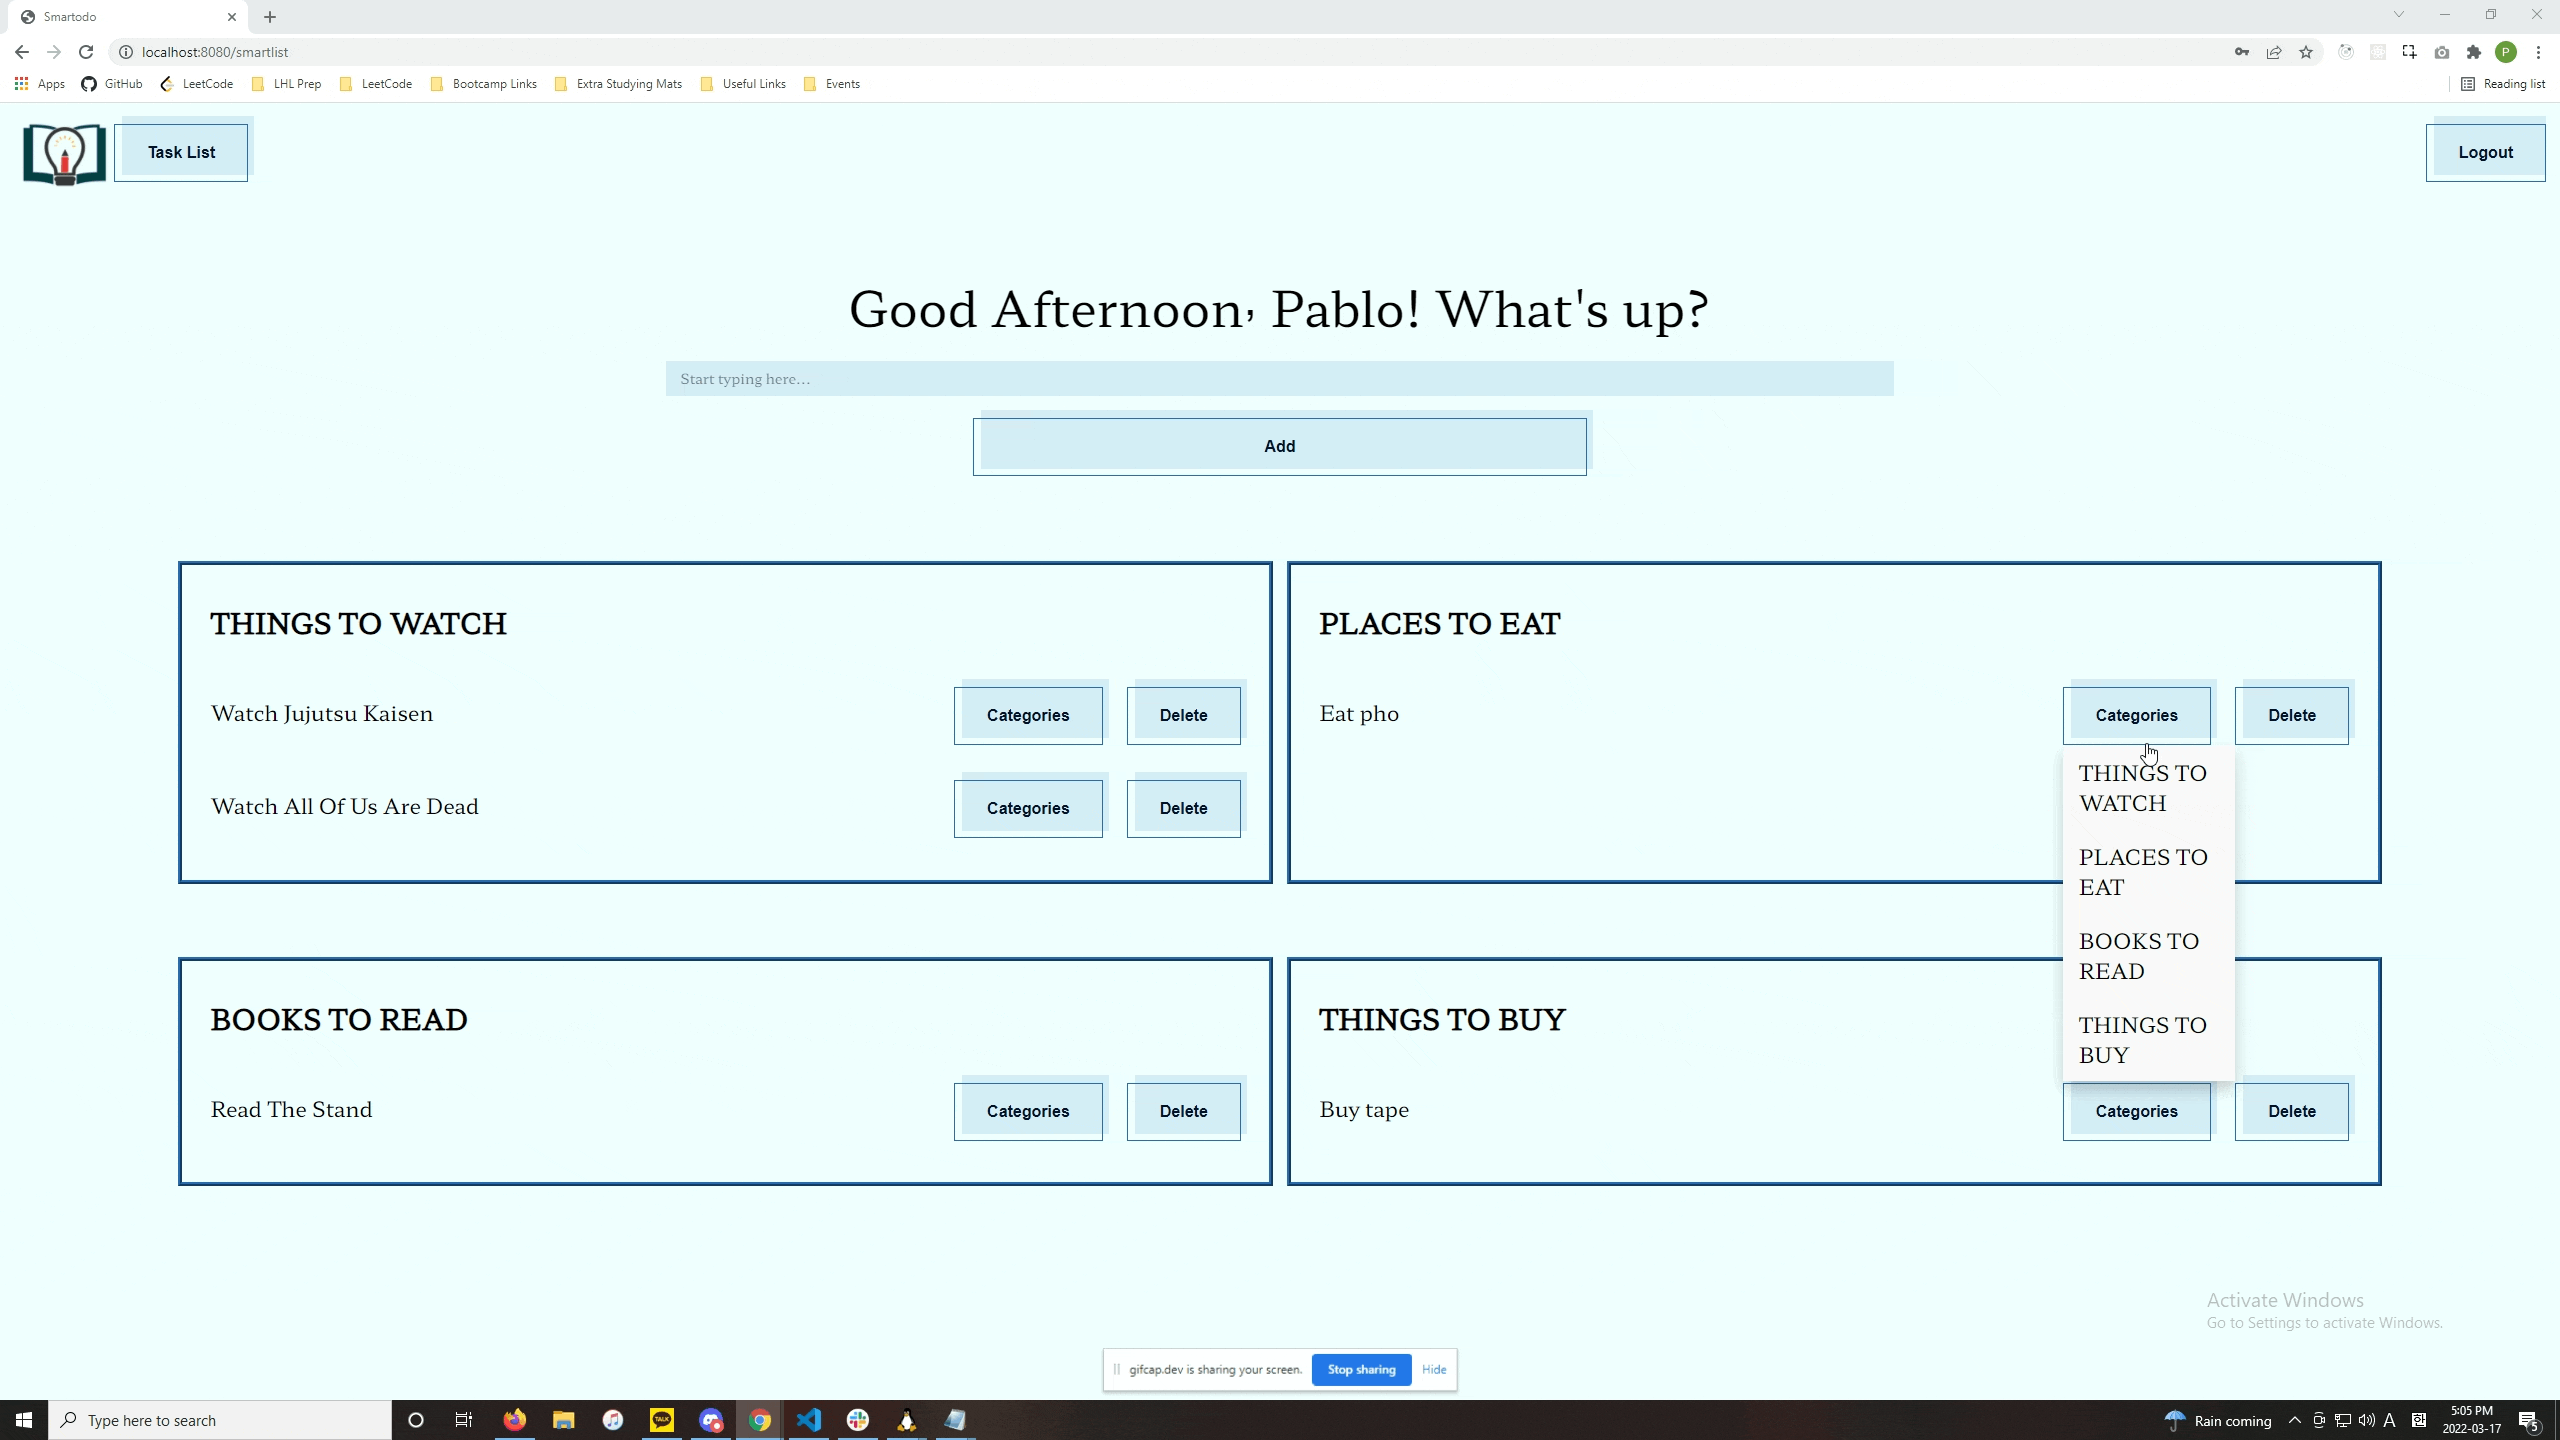 Smartodo
localhost:8080/smartlist
Apps GitHub LeetCode LHL Prep LeetCode Bootcamp Links Extra Studying Mats Useful Links Events Reading list
Task List
Logout
Good Afternoon, Pablo! What's up?
Start typing here...
Add
THINGS TO WATCH
Watch Jujutsu Kaisen Categories Delete
Watch All Of Us Are Dead Categories Delete
PLACES TO EAT
Eat pho Categories Delete
THINGS TO
WATCH
PLACES TO
EAT
BOOKS TO
READ
THINGS TO
BUY
BOOKS TO READ
Read The Stand Categories Delete
THINGS TO BUY
Buy tape Categories Delete
Activate Windows
Go to Settings to activate Windows.
gifcap.dev is sharing your screen. Stop sharing Hide
Type here to search
TALK
Rain coming
A
5:05 PM
2022-03-17
5
P